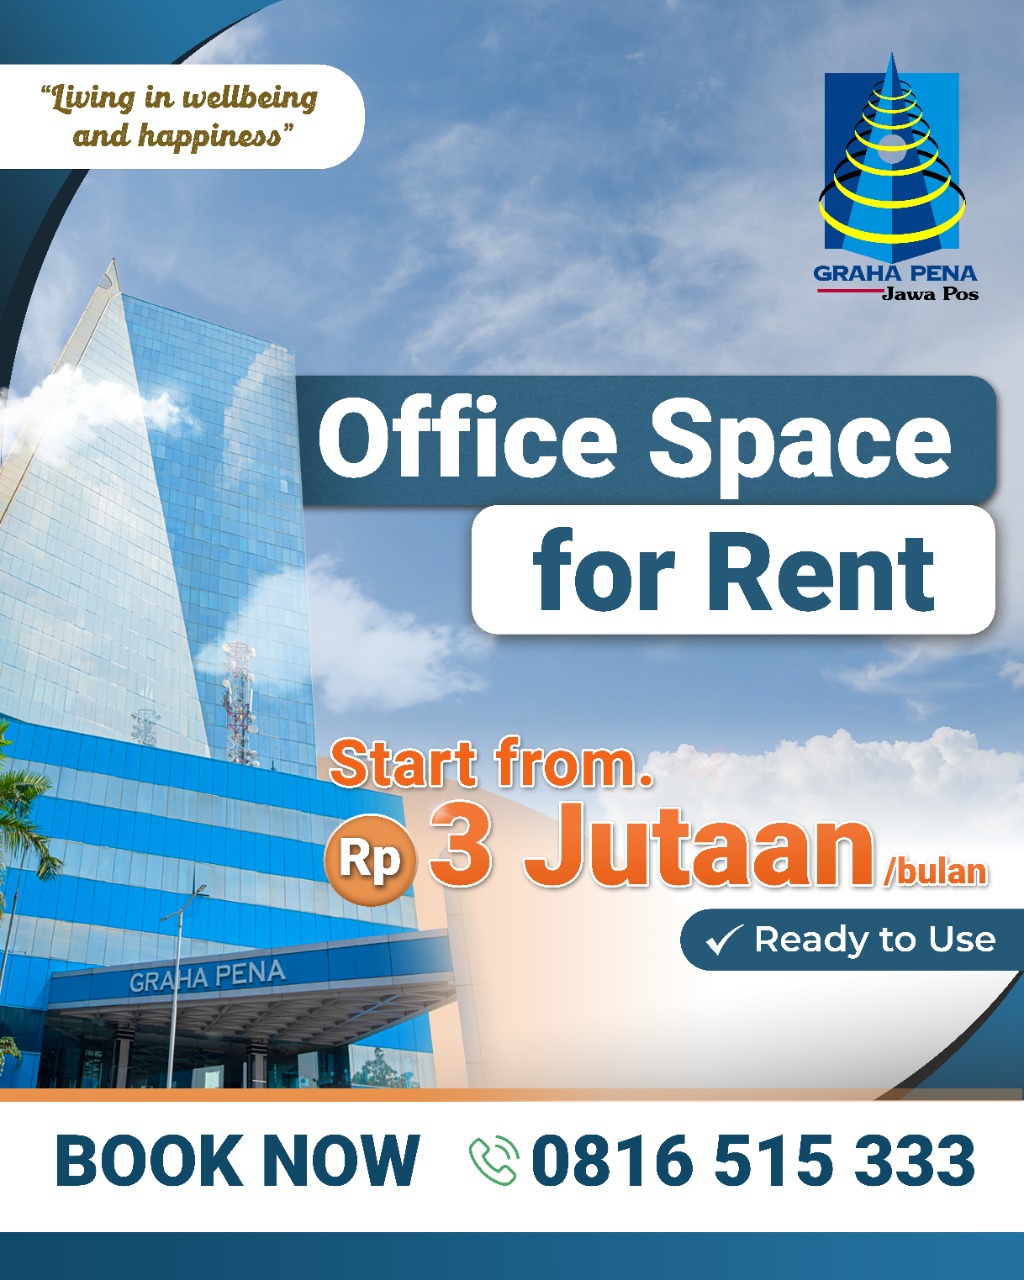 “Living in wellbeing
and happiness”
GRAHA PENA
Jawa Pos
Office Space
for Rent
Start from.
Rp 3 Jutaan /bulan
✓ Ready to Use
GRAHA PENA
BOOK NOW 0816 515 333